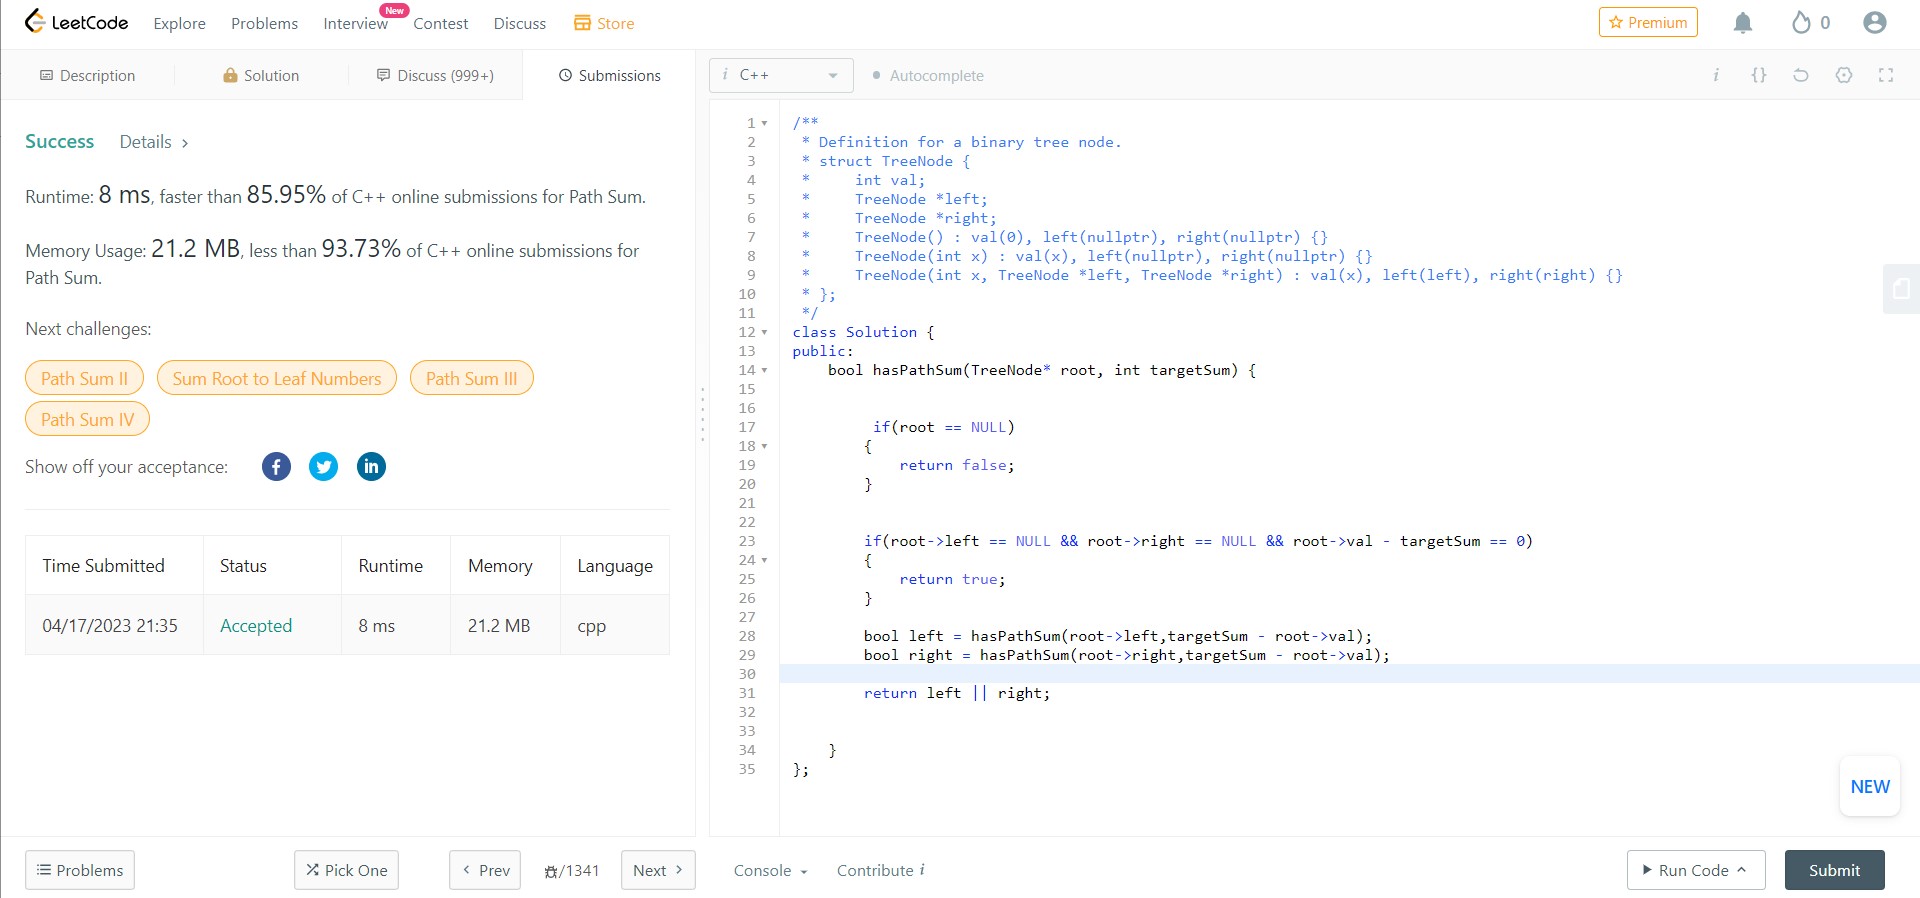 LeetCode Explore Problems Interview New Contest Discuss Store Premium 0
Description Solution Discuss (999+) Submissions
Success Details >
Runtime: 8 ms, faster than 85.95% of C++ online submissions for Path Sum.
Memory Usage: 21.2 MB, less than 93.73% of C++ online submissions for
Path Sum.
Next challenges:
Path Sum II Sum Root to Leaf Numbers Path Sum III
Path Sum IV
Show off your acceptance: f in
Time Submitted Status Runtime Memory Language
04/17/2023 21:35 Accepted 8 ms 21.2 MB cpp
i C++ Autocomplete i {}
1 /**
2 * Definition for a binary tree node.
3 * struct TreeNode {
4 * int val;
5 * TreeNode *left;
6 * TreeNode *right;
7 * TreeNode() : val(0), left(nullptr), right(nullptr) {}
8 * TreeNode(int x) : val(x), left(nullptr), right(nullptr) {}
9 * TreeNode(int x, TreeNode *left, TreeNode *right) : val(x), left(left), right(right) {}
10 * };
11 */
12 class Solution {
13 public:
14 bool hasPathSum(TreeNode* root, int targetSum) {
15
16
17 if(root == NULL)
18 {
19 return false;
20 }
21
22
23 if(root->left == NULL && root->right == NULL && root->val - targetSum == 0)
24 {
25 return true;
26 }
27
28 bool left = hasPathSum(root->left,targetSum - root->val);
29 bool right = hasPathSum(root->right,targetSum - root->val);
30
31 return left || right;
32
33
34 }
35 };
NEW
Problems Pick One < Prev /1341 Next > Console Contribute i Run Code Submit